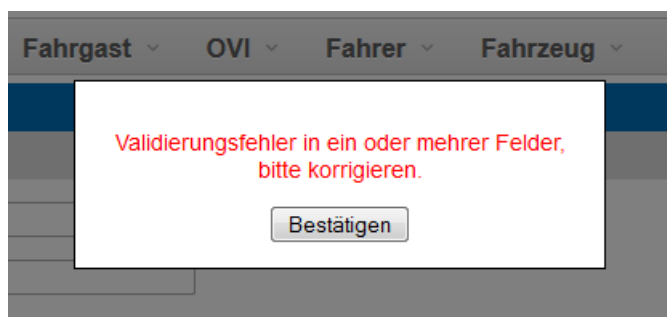 Fahrgast OVI Fahrer Fahrzeug
Validierungsfehler in ein oder mehrer Felder,
bitte korrigieren.
Bestätigen